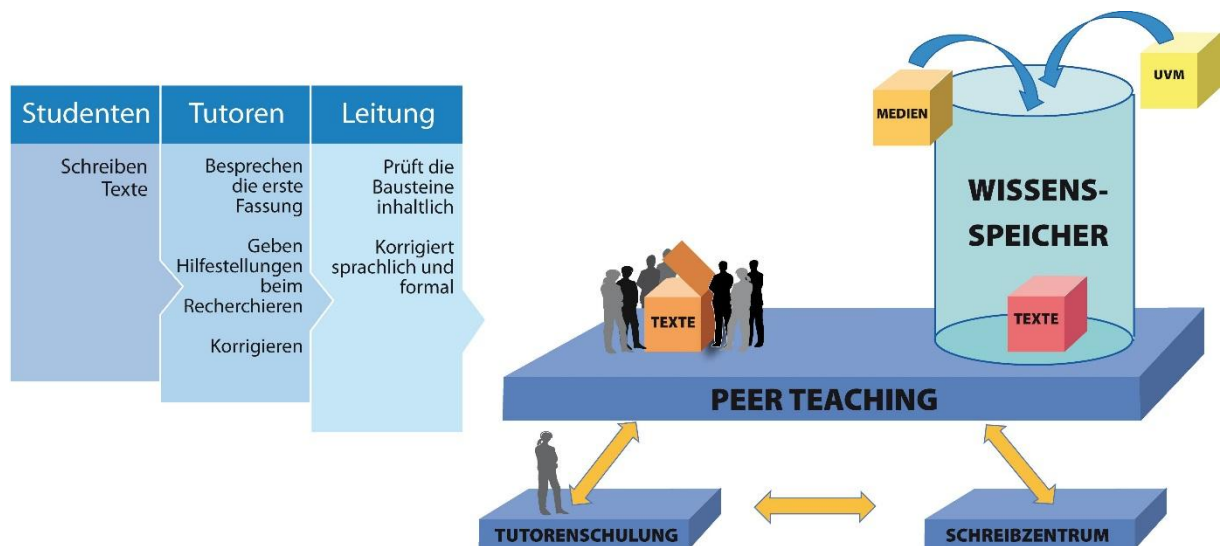 Studenten
Schreiben
Texte
Tutoren
Besprechen
die erste
Fassung
Geben
Hilfestellungen
beim
Recherchieren
Korrigieren
Leitung
Prüft die
Bausteine
inhaltlich
Korrigiert
sprachlich und
formal
MEDIEN
UVM
WISSENS-
SPEICHER
TEXTE
TEXTE
PEER TEACHING
TUTORENSCHULUNG
SCHREIBZENTRUM